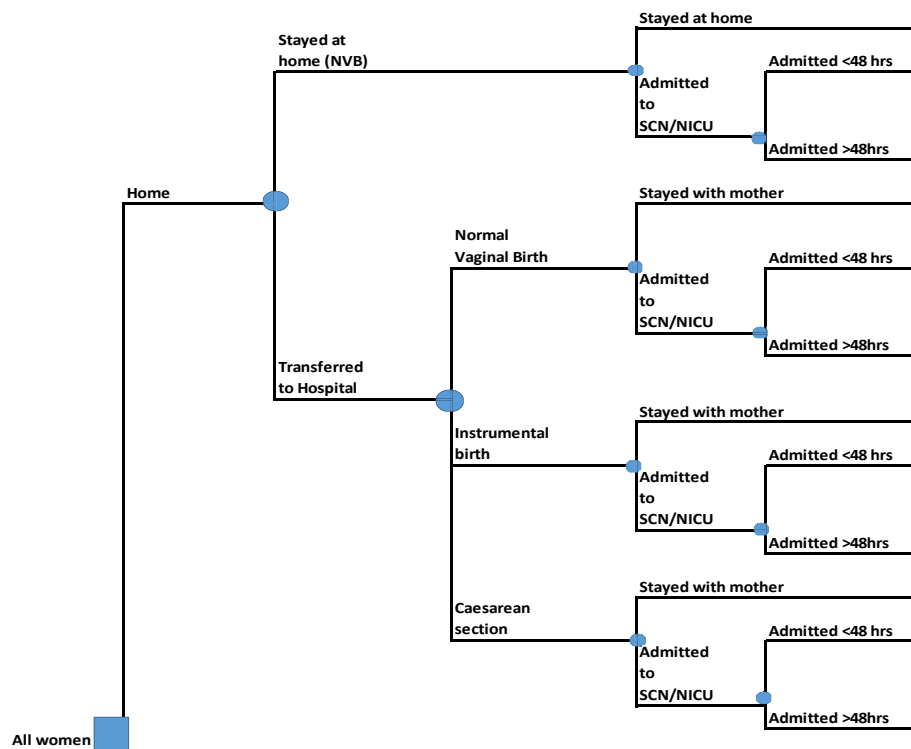 Stayed at home
Stayed at
home (NVB)
Admitted <48 hrs
Admitted
to
SCN/NICU
Admitted >48hrs
Home
Stayed with mother
Normal
Vaginal Birth
Admitted <48 hrs
Admitted
to
SCN/NICU
Admitted >48hrs
Transferred
to Hospital
Stayed with mother
Instrumental
birth
Admitted <48 hrs
Admitted
to
SCN/NICU
Admitted >48hrs
Stayed with mother
Caesarean
section
Admitted <48 hrs
Admitted
to
SCN/NICU
Admitted >48hrs
All women